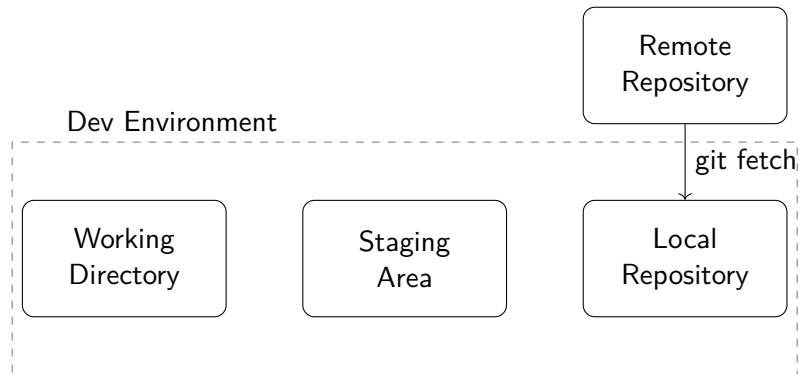 Remote
Repository
Dev Environment
git fetch
Working
Directory
Staging
Area
Local
Repository